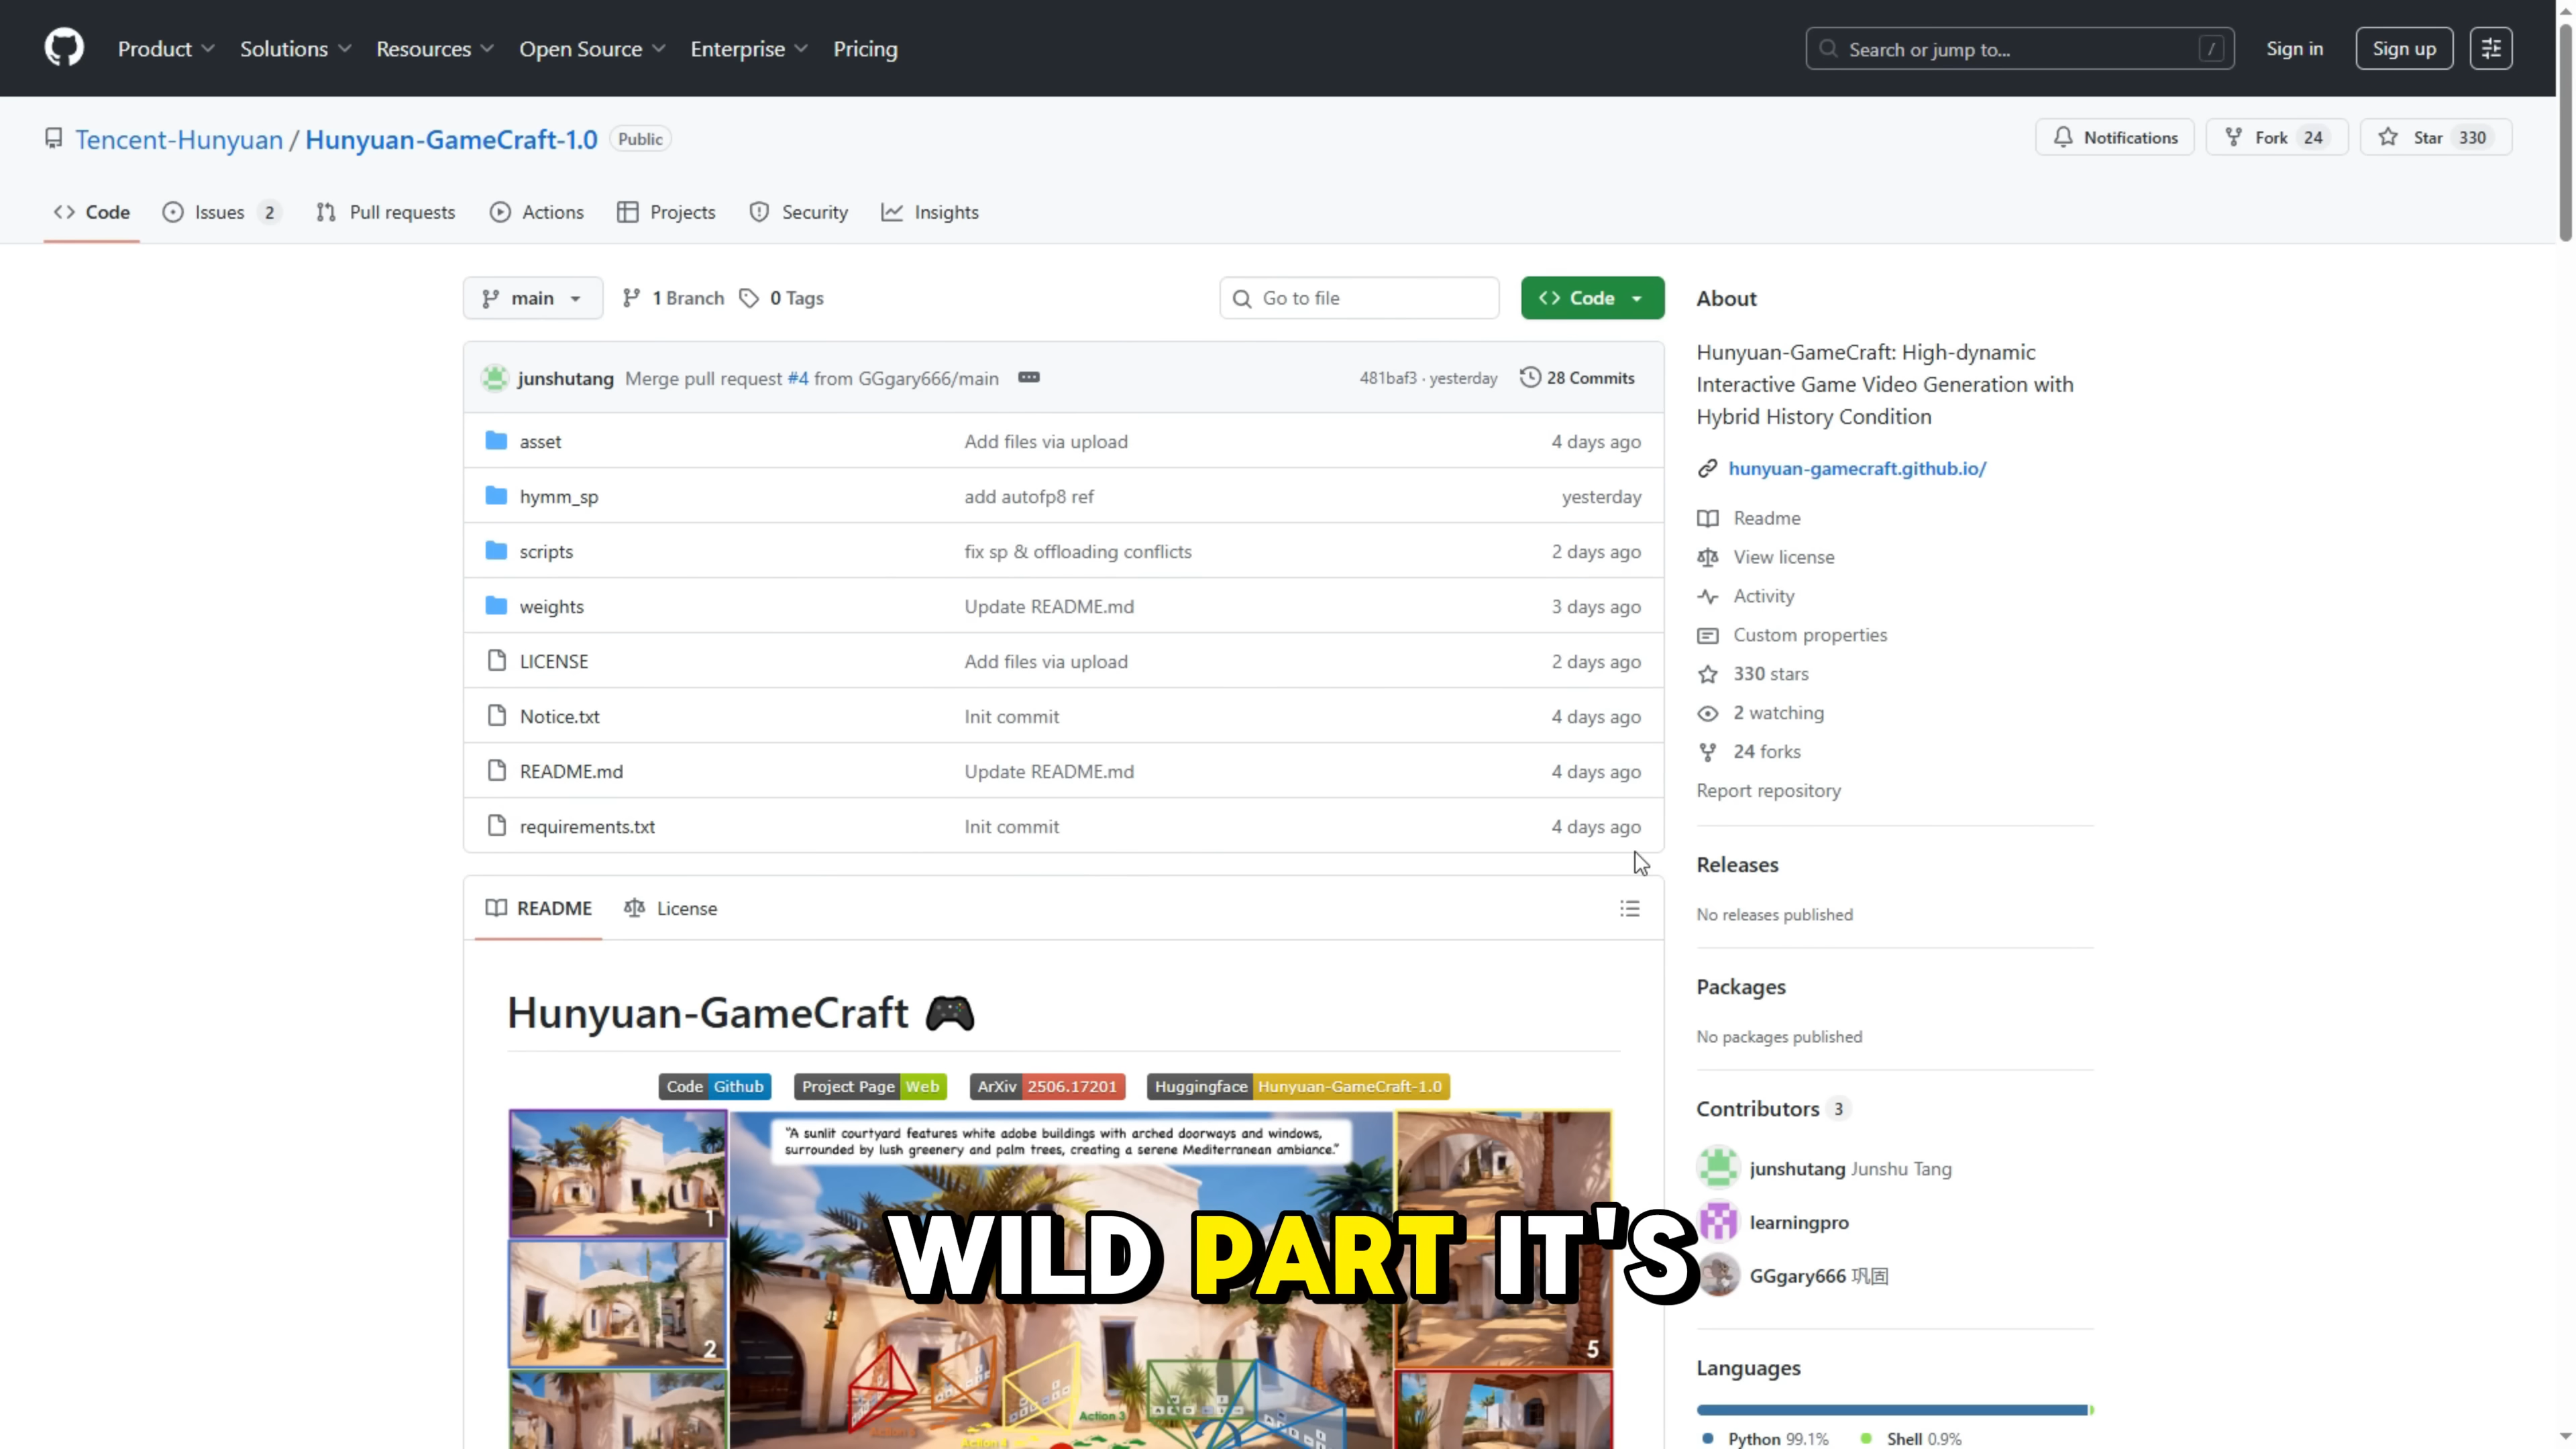 Product Solutions Resources Open Source Enterprise Pricing
Search or jump to... /
Sign in
Sign up
Tencent-Hunyuan / Hunyuan-GameCraft-1.0 Public
Notifications
Fork 24
Star 330
Code
Issues 2
Pull requests
Actions
Projects
Security
Insights
main
1 Branch
0 Tags
Go to file
Code
junshutang Merge pull request #4 from GGgary666/main
481baf3 · yesterday
28 Commits
asset Add files via upload 4 days ago
hymm_sp add autofp8 ref yesterday
scripts fix sp & offloading conflicts 2 days ago
weights Update README.md 3 days ago
LICENSE Add files via upload 2 days ago
Notice.txt Init commit 4 days ago
README.md Update README.md 4 days ago
requirements.txt Init commit 4 days ago
README
License
Hunyuan-GameCraft
Code Github
Project Page Web
ArXiv 2506.17201
Huggingface Hunyuan-GameCraft-1.0
"A sunlit courtyard features white adobe buildings with arched doorways and windows,
surrounded by lush greenery and palm trees, creating a serene Mediterranean ambiance."
1
2
5
Action 3
Action 4
WILD PART IT'S
About
Hunyuan-GameCraft: High-dynamic
Interactive Game Video Generation with
Hybrid History Condition
hunyuan-gamecraft.github.io/
Readme
View license
Activity
Custom properties
330 stars
2 watching
24 forks
Report repository
Releases
No releases published
Packages
No packages published
Contributors 3
junshutang Junshu Tang
learningpro
GGgary666 巩固
Languages
Python 99.1%
Shell 0.9%